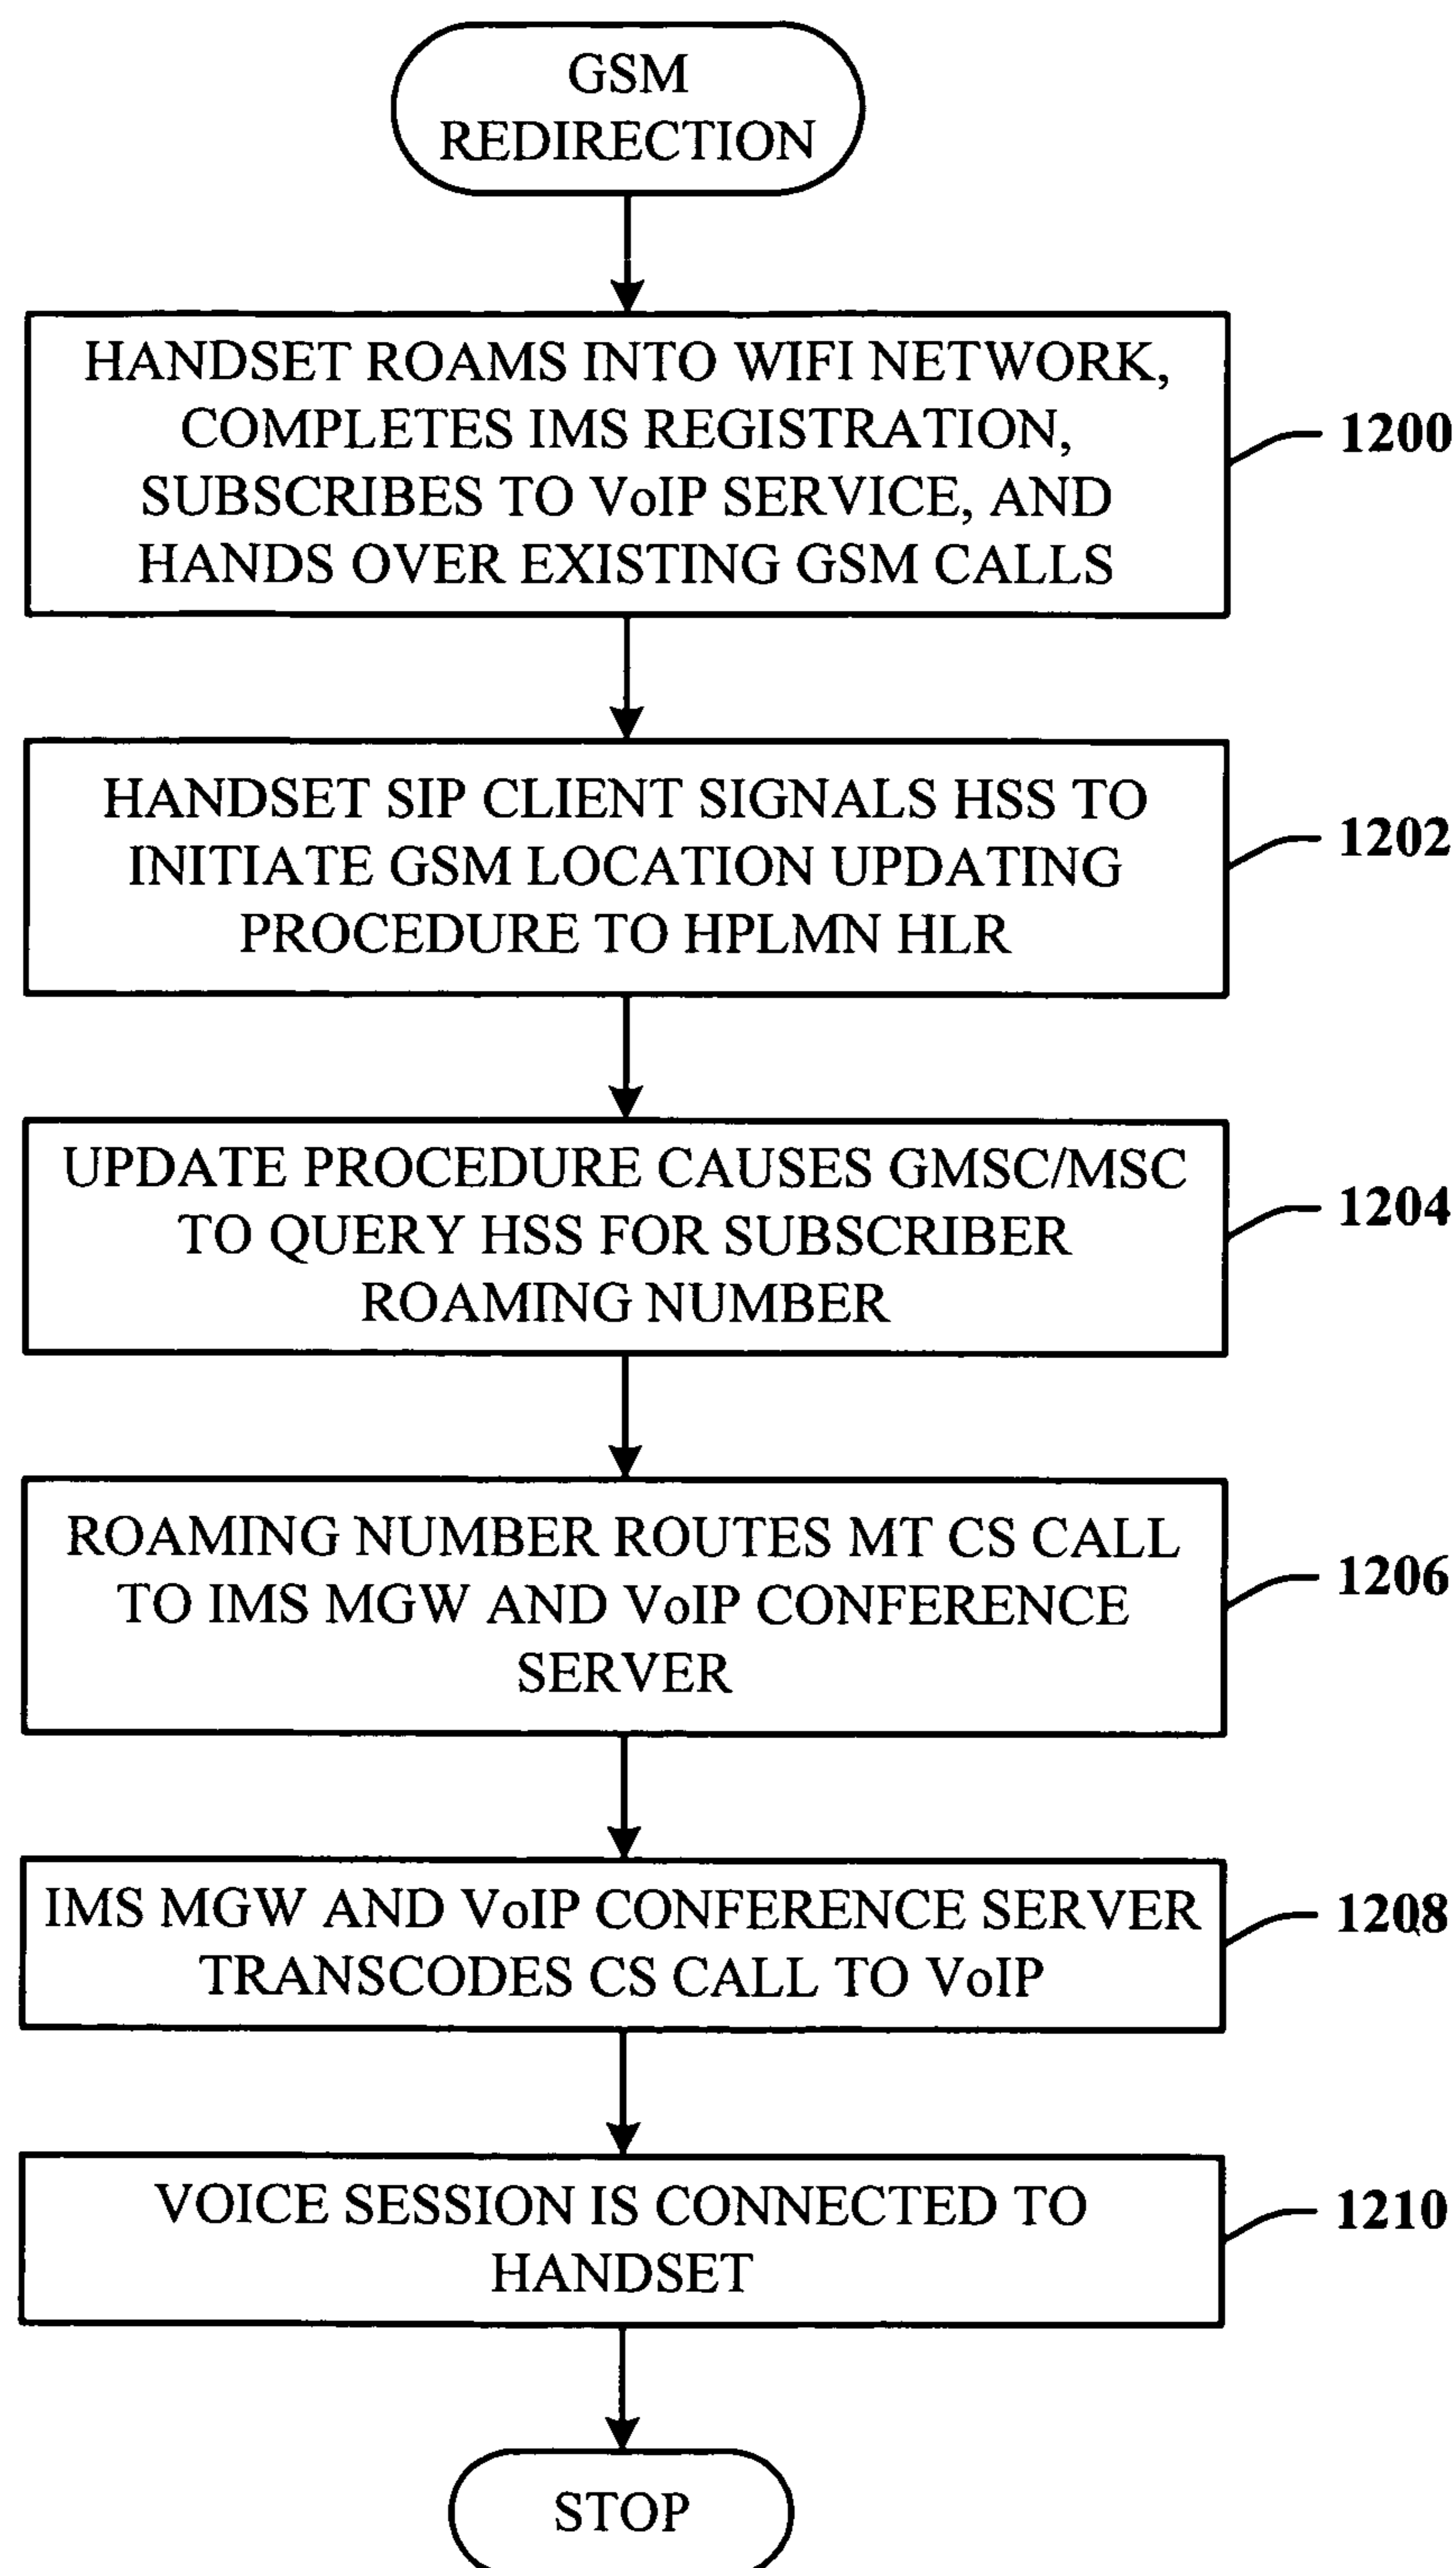 GSM
REDIRECTION
HANDSET ROAMS INTO WIFI NETWORK,
COMPLETES IMS REGISTRATION,
SUBSCRIBES TO VoIP SERVICE, AND
HANDS OVER EXISTING GSM CALLS
1200
HANDSET SIP CLIENT SIGNALS HSS TO
INITIATE GSM LOCATION UPDATING
PROCEDURE TO HPLMN HLR
1202
UPDATE PROCEDURE CAUSES GMSC/MSC
TO QUERY HSS FOR SUBSCRIBER
ROAMING NUMBER
1204
ROAMING NUMBER ROUTES MT CS CALL
TO IMS MGW AND VoIP CONFERENCE
SERVER
1206
IMS MGW AND VoIP CONFERENCE SERVER
TRANSCODES CS CALL TO VoIP
1208
VOICE SESSION IS CONNECTED TO
HANDSET
1210
STOP